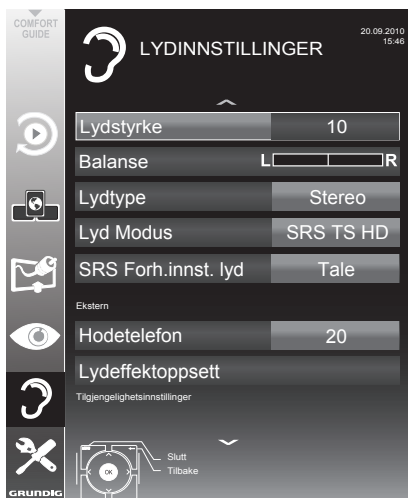 COMFORT
GUIDE
LYDINNSTILLINGER
20.09.2010
15:46
Lydstyrke 10
Balanse L R
Lydtype Stereo
Lyd Modus SRS TS HD
SRS Forh.innst. lyd Tale
Ekstern
Hodetelefon 20
Lydeffektoppsett
Tilgjengelighetsinnstillinger
Slutt
Tilbake
OK
GRUNDIG